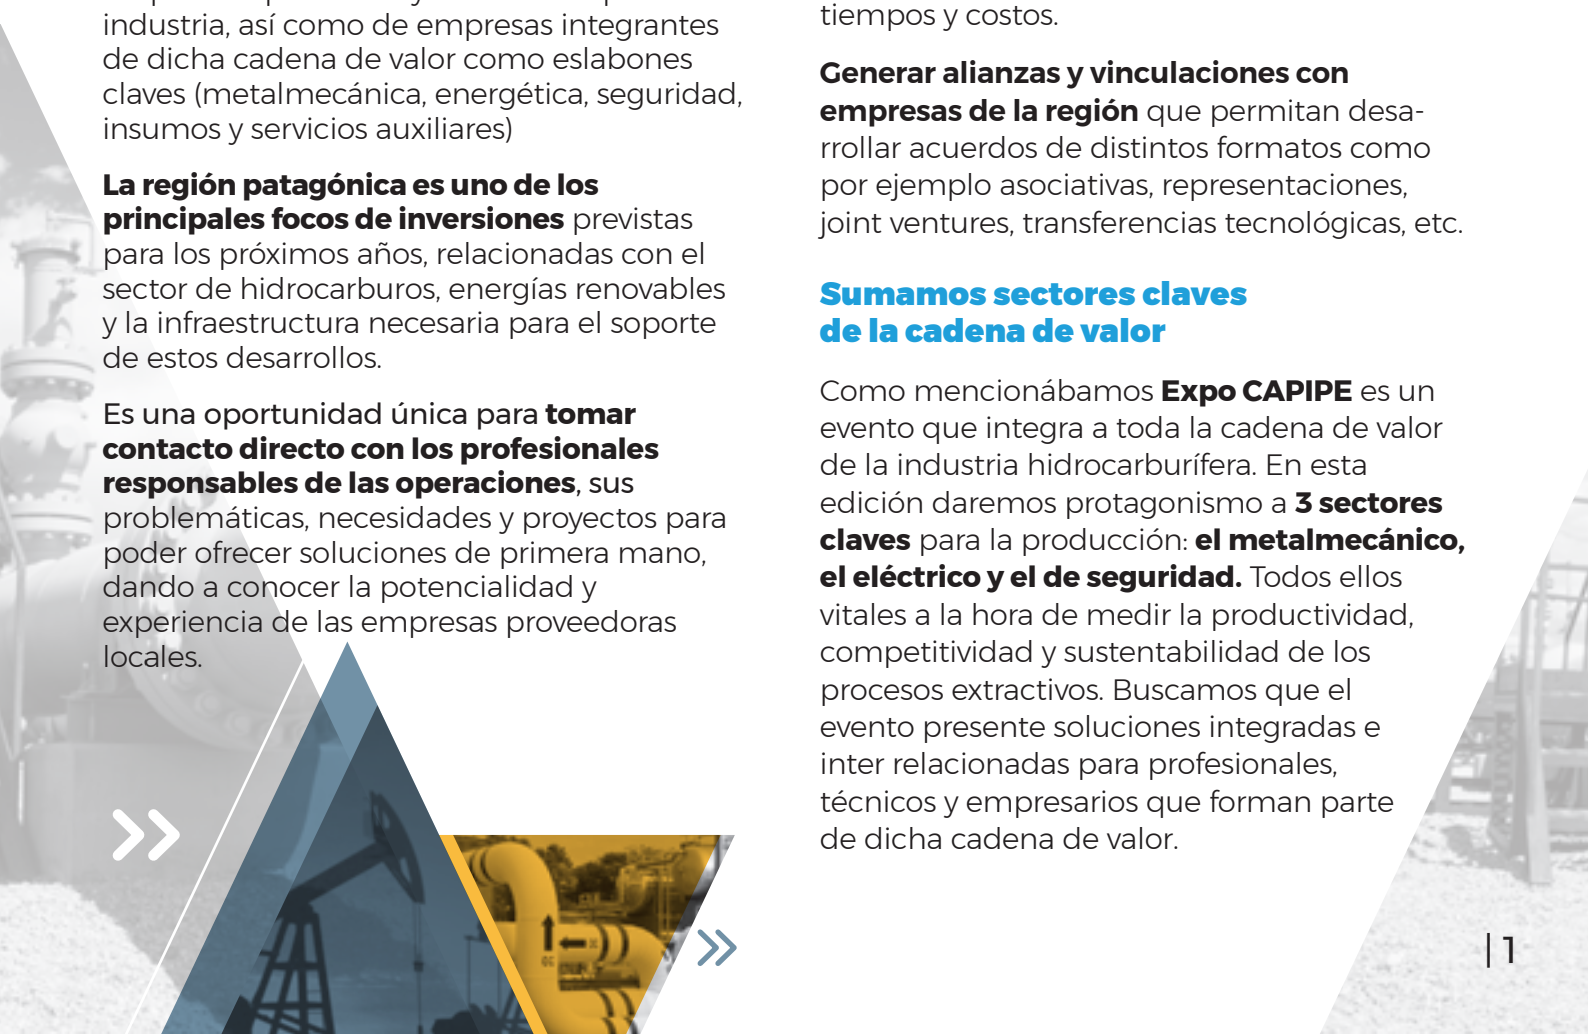 industria, así como de empresas integrantes
de dicha cadena de valor como eslabones
claves (metalmecánica, energética, seguridad,
insumos y servicios auxiliares)
La región patagónica es uno de los
principales focos de inversiones previstas
para los próximos años, relacionadas con el
sector de hidrocarburos, energías renovables
y la infraestructura necesaria para el soporte
de estos desarrollos.
Es una oportunidad única para tomar
contacto directo con los profesionales
responsables de las operaciones, sus
problemáticas, necesidades y proyectos para
poder ofrecer soluciones de primera mano,
dando a conocer la potencialidad y
experiencia de las empresas proveedoras
locales.
tiempos y costos.
Generar alianzas y vinculaciones con
empresas de la región que permitan desa-
rrollar acuerdos de distintos formatos como
por ejemplo asociativas, representaciones,
joint ventures, transferencias tecnológicas, etc.
Sumamos sectores claves
de la cadena de valor
Como mencionábamos Expo CAPIPE es un
evento que integra a toda la cadena de valor
de la industria hidrocarburífera. En esta
edición daremos protagonismo a 3 sectores
claves para la producción: el metalmecánico,
el eléctrico y el de seguridad. Todos ellos
vitales a la hora de medir la productividad,
competitividad y sustentabilidad de los
procesos extractivos. Buscamos que el
evento presente soluciones integradas e
inter relacionadas para profesionales,
técnicos y empresarios que forman parte
de dicha cadena de valor.
| 1